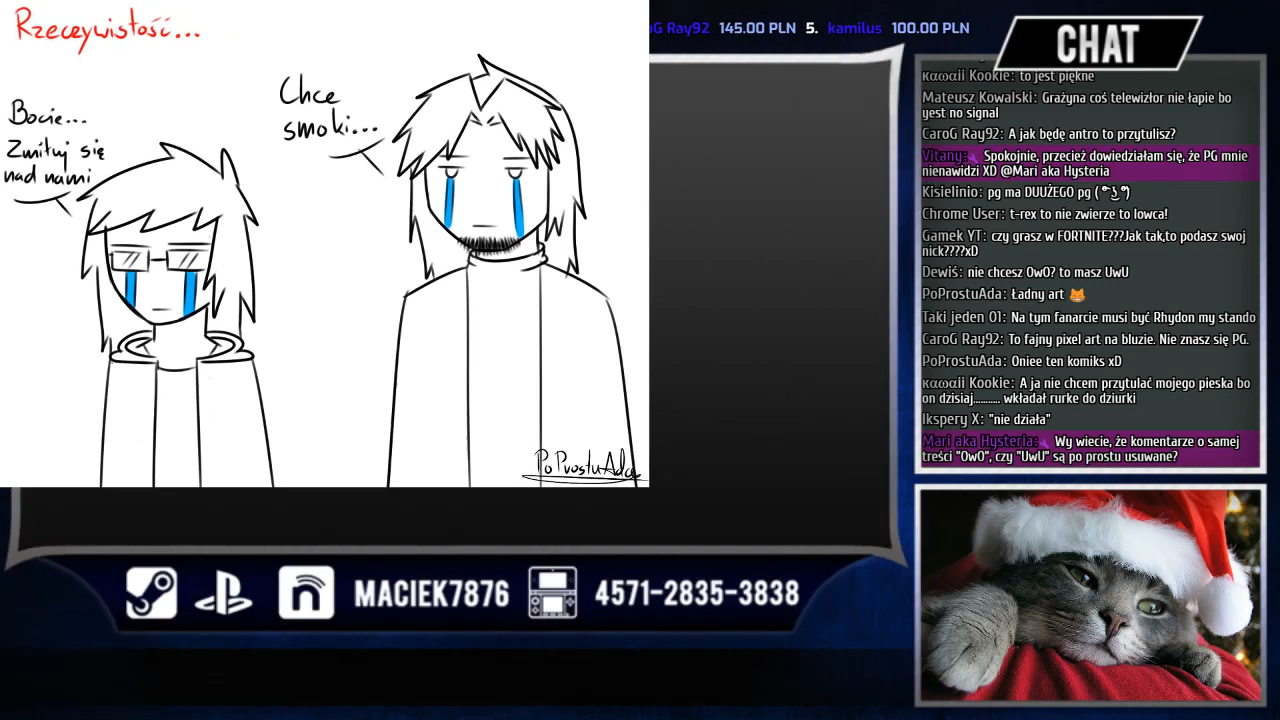 Rzeczywistość...
oG Ray92 145.00 PLN 5. kamilus 100.00 PLN
CHAT
Chce
smoki...
Bocie...
Zmiłuj się
nad nami
PoProstuAda
καωαii Kookie: to jest piękne
Mateusz Kowalski: Grażyna coś telewizłor nie łapie bo
yest no signal
CaroG Ray92: A jak będę antro to przytulisz?
Vitany: Spokojnie, przecież dowiedziałam się, że PG mnie
nienawidzi XD @Mari aka Hysteria
Kisielinio: pg ma DUUŻEGO pg ( ͡° ͜ʖ ͡°)
Chrome User: t-rex to nie zwierze to lowca!
Gamek YT: czy grasz w FORTNITE???Jak tak,to podasz swoj
nick????xD
Dewiś: nie chcesz OwO? to masz UwU
PoProstuAda: Ładny art 🐱
Taki jeden 01: Na tym fanarcie musi być Rhydon my stando
CaroG Ray92: To fajny pixel art na bluzie. Nie znasz się PG.
PoProstuAda: Oniee ten komiks xD
καωαii Kookie: A ja nie chcem przytulać mojego pieska bo
on dzisiaj........... wkładał rurke do dziurki
Ikspery X: "nie działa"
Mari aka Hysteria: Wy wiecie, że komentarze o samej
treści "OwO", czy "UwU" są po prostu usuwane?
MACIEK7876 4571-2835-3838